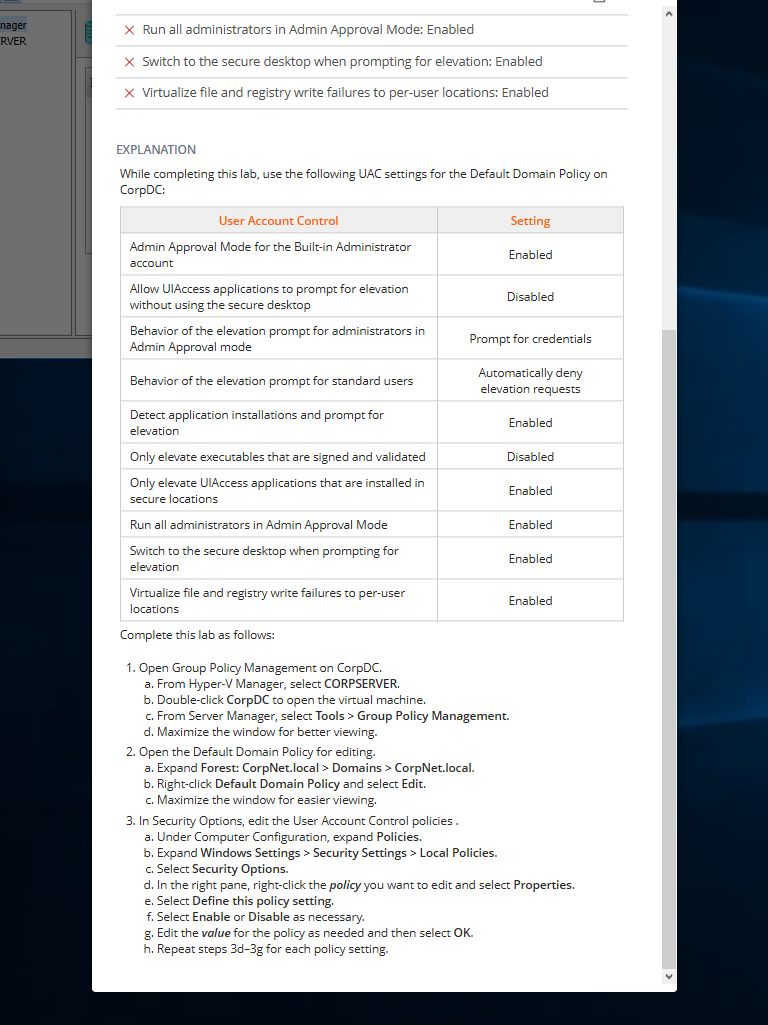 nager
RVER
Run all administrators in Admin Approval Mode: Enabled
Switch to the secure desktop when prompting for elevation: Enabled
Virtualize file and registry write failures to per-user locations: Enabled
EXPLANATION
While completing this lab, use the following UAC settings for the Default Domain Policy on
CorpDC:
User Account Control Setting
Admin Approval Mode for the Built-in Administrator
account
Enabled
Allow UIAccess applications to prompt for elevation
without using the secure desktop
Disabled
Behavior of the elevation prompt for administrators in
Admin Approval mode
Prompt for credentials
Behavior of the elevation prompt for standard users
Automatically deny
elevation requests
Detect application installations and prompt for
elevation
Enabled
Only elevate executables that are signed and validated Disabled
Only elevate UIAccess applications that are installed in
secure locations
Enabled
Run all administrators in Admin Approval Mode Enabled
Switch to the secure desktop when prompting for
elevation
Enabled
Virtualize file and registry write failures to per-user
locations
Enabled
Complete this lab as follows:
1. Open Group Policy Management on CorpDC.
a. From Hyper-V Manager, select CORPSERVER.
b. Double-click CorpDC to open the virtual machine.
c. From Server Manager, select Tools > Group Policy Management.
d. Maximize the window for better viewing.
2. Open the Default Domain Policy for editing.
a. Expand Forest: CorpNet.local > Domains > CorpNet.local.
b. Right-click Default Domain Policy and select Edit.
c. Maximize the window for easier viewing.
3. In Security Options, edit the User Account Control policies .
a. Under Computer Configuration, expand Policies.
b. Expand Windows Settings > Security Settings > Local Policies.
c. Select Security Options.
d. In the right pane, right-click the policy you want to edit and select Properties.
e. Select Define this policy setting.
f. Select Enable or Disable as necessary.
g. Edit the value for the policy as needed and then select OK.
h. Repeat steps 3d–3g for each policy setting.